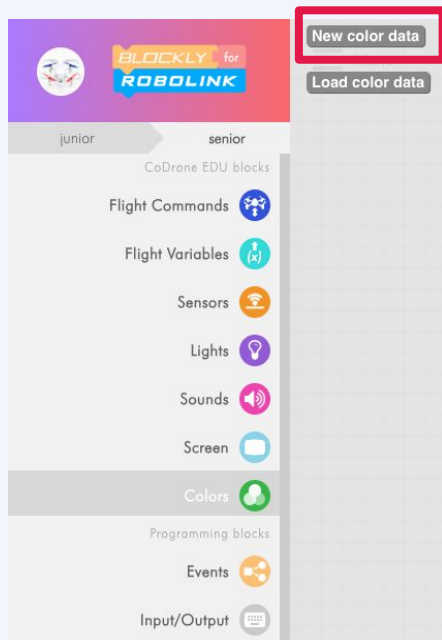 BLOCKLY for
ROBOLINK
New color data
Load color data
junior
senior
CoDrone EDU blocks
Flight Commands
Flight Variables
(x)
Sensors
Lights
Sounds
Screen
Colors
Programming blocks
Events
Input/Output